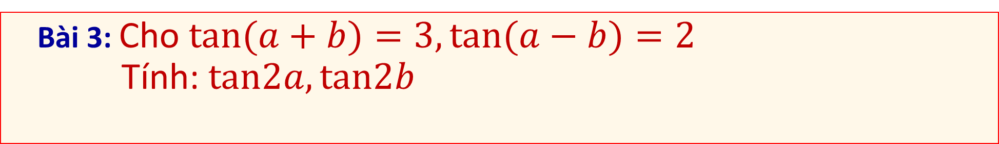 Bài 3: Cho tan(a + b) = 3, tan(a − b) = 2
Tính: tan2a, tan2b